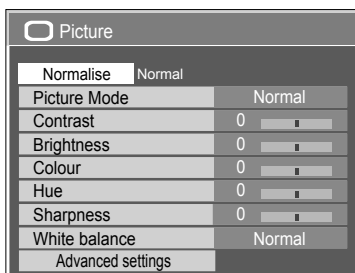 Picture
Normalise Normal
Picture Mode Normal
Contrast 0
Brightness 0
Colour 0
Hue 0
Sharpness 0
White balance Normal
Advanced settings